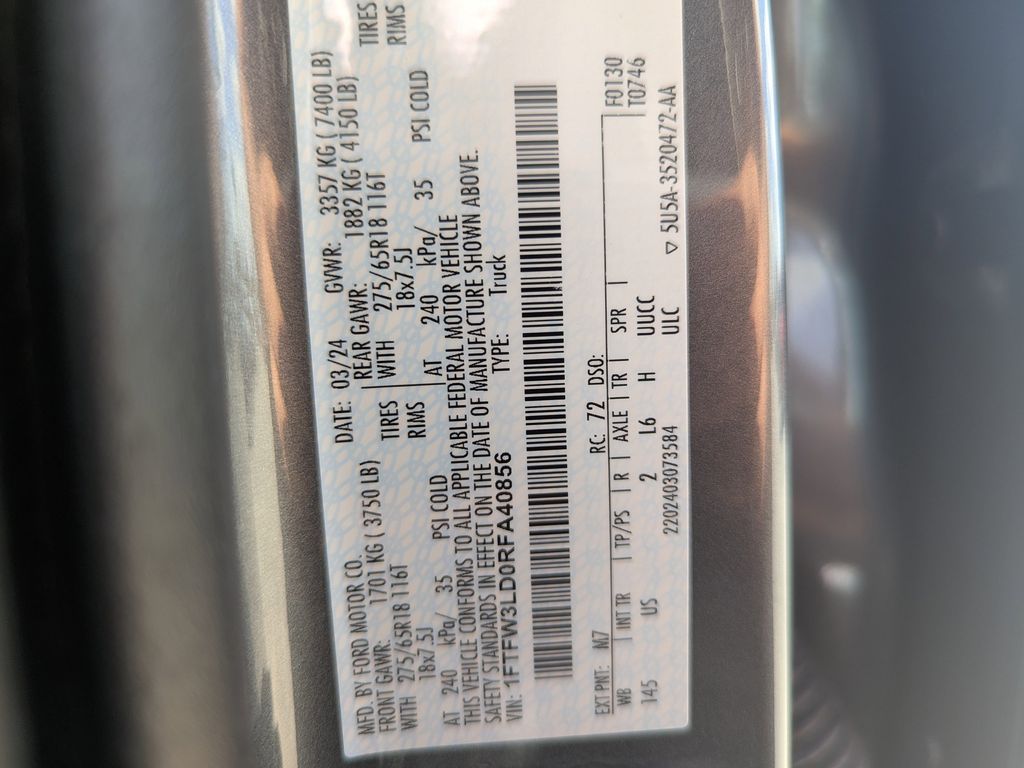 MFD. BY FORD MOTOR CO.
DATE: 03/24 GVWR: 3357 KG ( 7400 LB)
FRONT GAWR: 1701 KG ( 3750 LB) REAR GAWR: 1882 KG ( 4150 LB)
WITH 275/65R18 116T TIRES WITH 275/65R18 116T TIRES
18x7.5J RIMS 18x7.5J RIMS
AT 240 kPa/ 35 PSI COLD AT 240 kPa/ 35 PSI COLD
THIS VEHICLE CONFORMS TO ALL APPLICABLE FEDERAL MOTOR VEHICLE
SAFETY STANDARDS IN EFFECT ON THE DATE OF MANUFACTURE SHOWN ABOVE.
VIN: 1FTFW3LD0RFA40856 TYPE: Truck
EXT PNT: M7 RC: 72 DSO: F0130
WB INT TR TP/PS R AXLE TR SPR T0746
145 US 2 L6 H UUCC
2202403073584 ULC ▽ 5U5A-3520472-AA